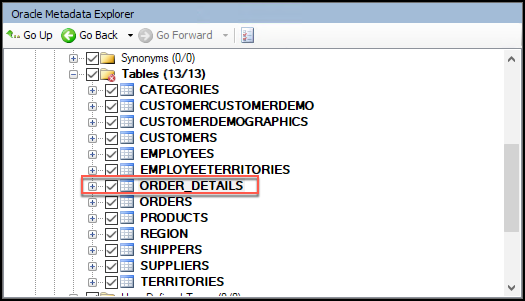 Oracle Metadata Explorer
Go Up Go Back Go Forward
Synonyms (0/0)
Tables (13/13)
CATEGORIES
CUSTOMERCUSTOMERDEMO
CUSTOMERDEMOGRAPHICS
CUSTOMERS
EMPLOYEES
EMPLOYEETERRITORIES
ORDER_DETAILS
ORDERS
PRODUCTS
REGION
SHIPPERS
SUPPLIERS
TERRITORIES